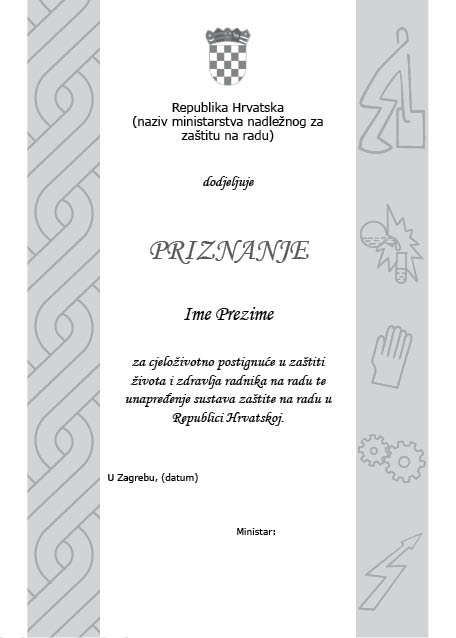 Republika Hrvatska
(naziv ministarstva nadležnog za
zaštitu na radu)
dodjeljuje
PRIZNANJE
Ime Prezime
za cjeloživotno postignuće u zaštiti
života i zdravlja radnika na radu te
unapređenje sustava zaštite na radu u
Republici Hrvatskoj.
U Zagrebu, (datum)
Ministar: